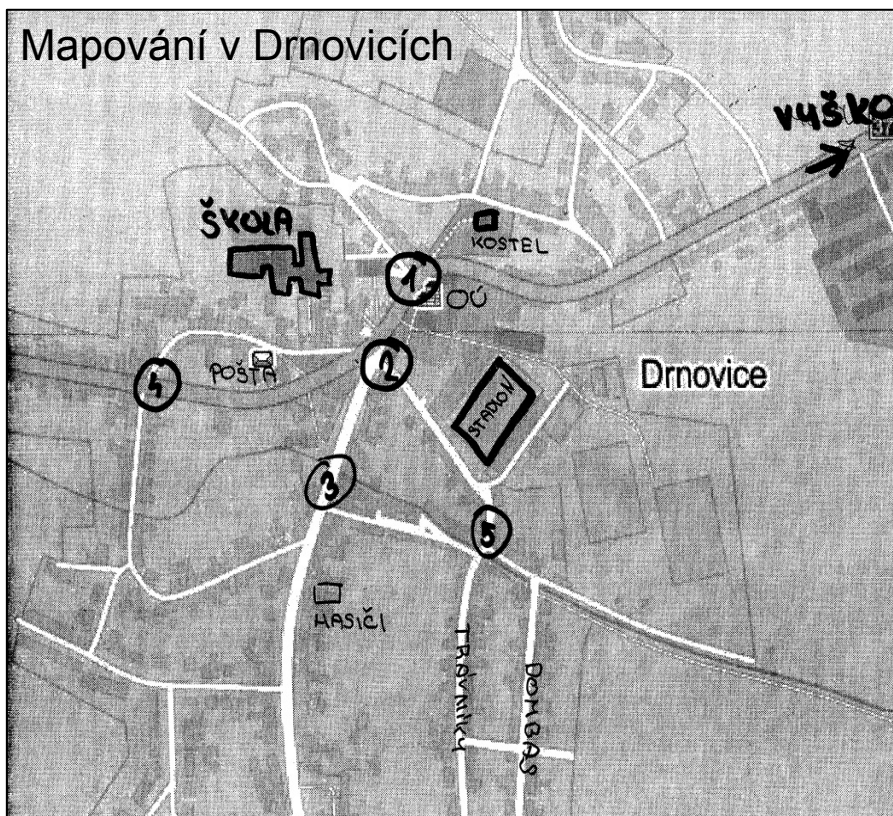 Mapování v Drnovicích
VYŠKO
ŠKOLA
KOSTEL
1
OÚ
POŠTA
2
4
STADION
Drnovice
3
5
HASIČI
TRÁVNÍKY
DOMBAS